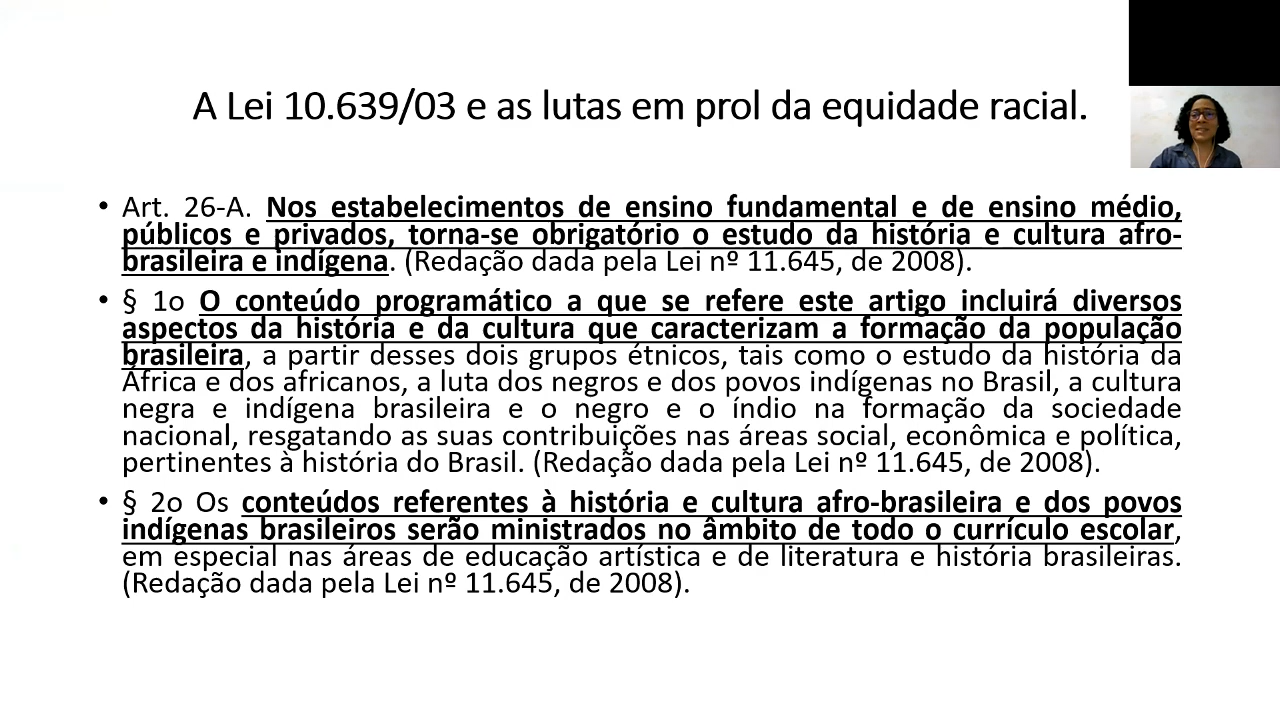 A Lei 10.639/03 e as lutas em prol da equidade racial.
• Art. 26-A. Nos estabelecimentos de ensino fundamental e de ensino médio,
públicos e privados, torna-se obrigatório o estudo da história e cultura afro-
brasileira e indígena. (Redação dada pela Lei nº 11.645, de 2008).
• § 1o O conteúdo programático a que se refere este artigo incluirá diversos
aspectos da história e da cultura que caracterizam a formação da população
brasileira, a partir desses dois grupos étnicos, tais como o estudo da história da
África e dos africanos, a luta dos negros e dos povos indígenas no Brasil, a cultura
negra e indígena brasileira e o negro e o índio na formação da sociedade
nacional, resgatando as suas contribuições nas áreas social, econômica e política,
pertinentes à história do Brasil. (Redação dada pela Lei nº 11.645, de 2008).
• § 2o Os conteúdos referentes à história e cultura afro-brasileira e dos povos
indígenas brasileiros serão ministrados no âmbito de todo o currículo escolar,
em especial nas áreas de educação artística e de literatura e história brasileiras.
(Redação dada pela Lei nº 11.645, de 2008).